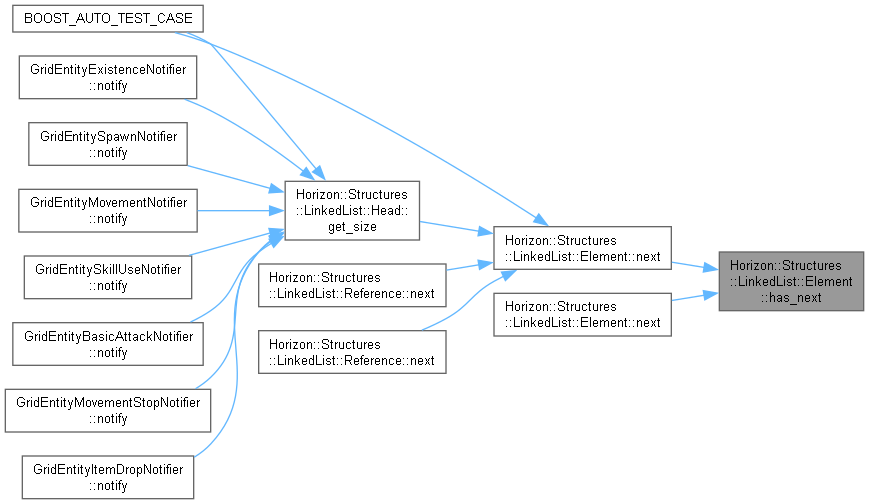 BOOST_AUTO_TEST_CASE
GridEntityExistenceNotifier
::notify
GridEntitySpawnNotifier
::notify
GridEntityMovementNotifier
::notify
GridEntitySkillUseNotifier
::notify
GridEntityBasicAttackNotifier
::notify
GridEntityMovementStopNotifier
::notify
GridEntityItemDropNotifier
::notify
Horizon::Structures
::LinkedList::Head::
get_size
Horizon::Structures
::LinkedList::Reference::next
Horizon::Structures
::LinkedList::Reference::next
Horizon::Structures
::LinkedList::Element::next
Horizon::Structures
::LinkedList::Element::next
Horizon::Structures
::LinkedList::Element
::has_next